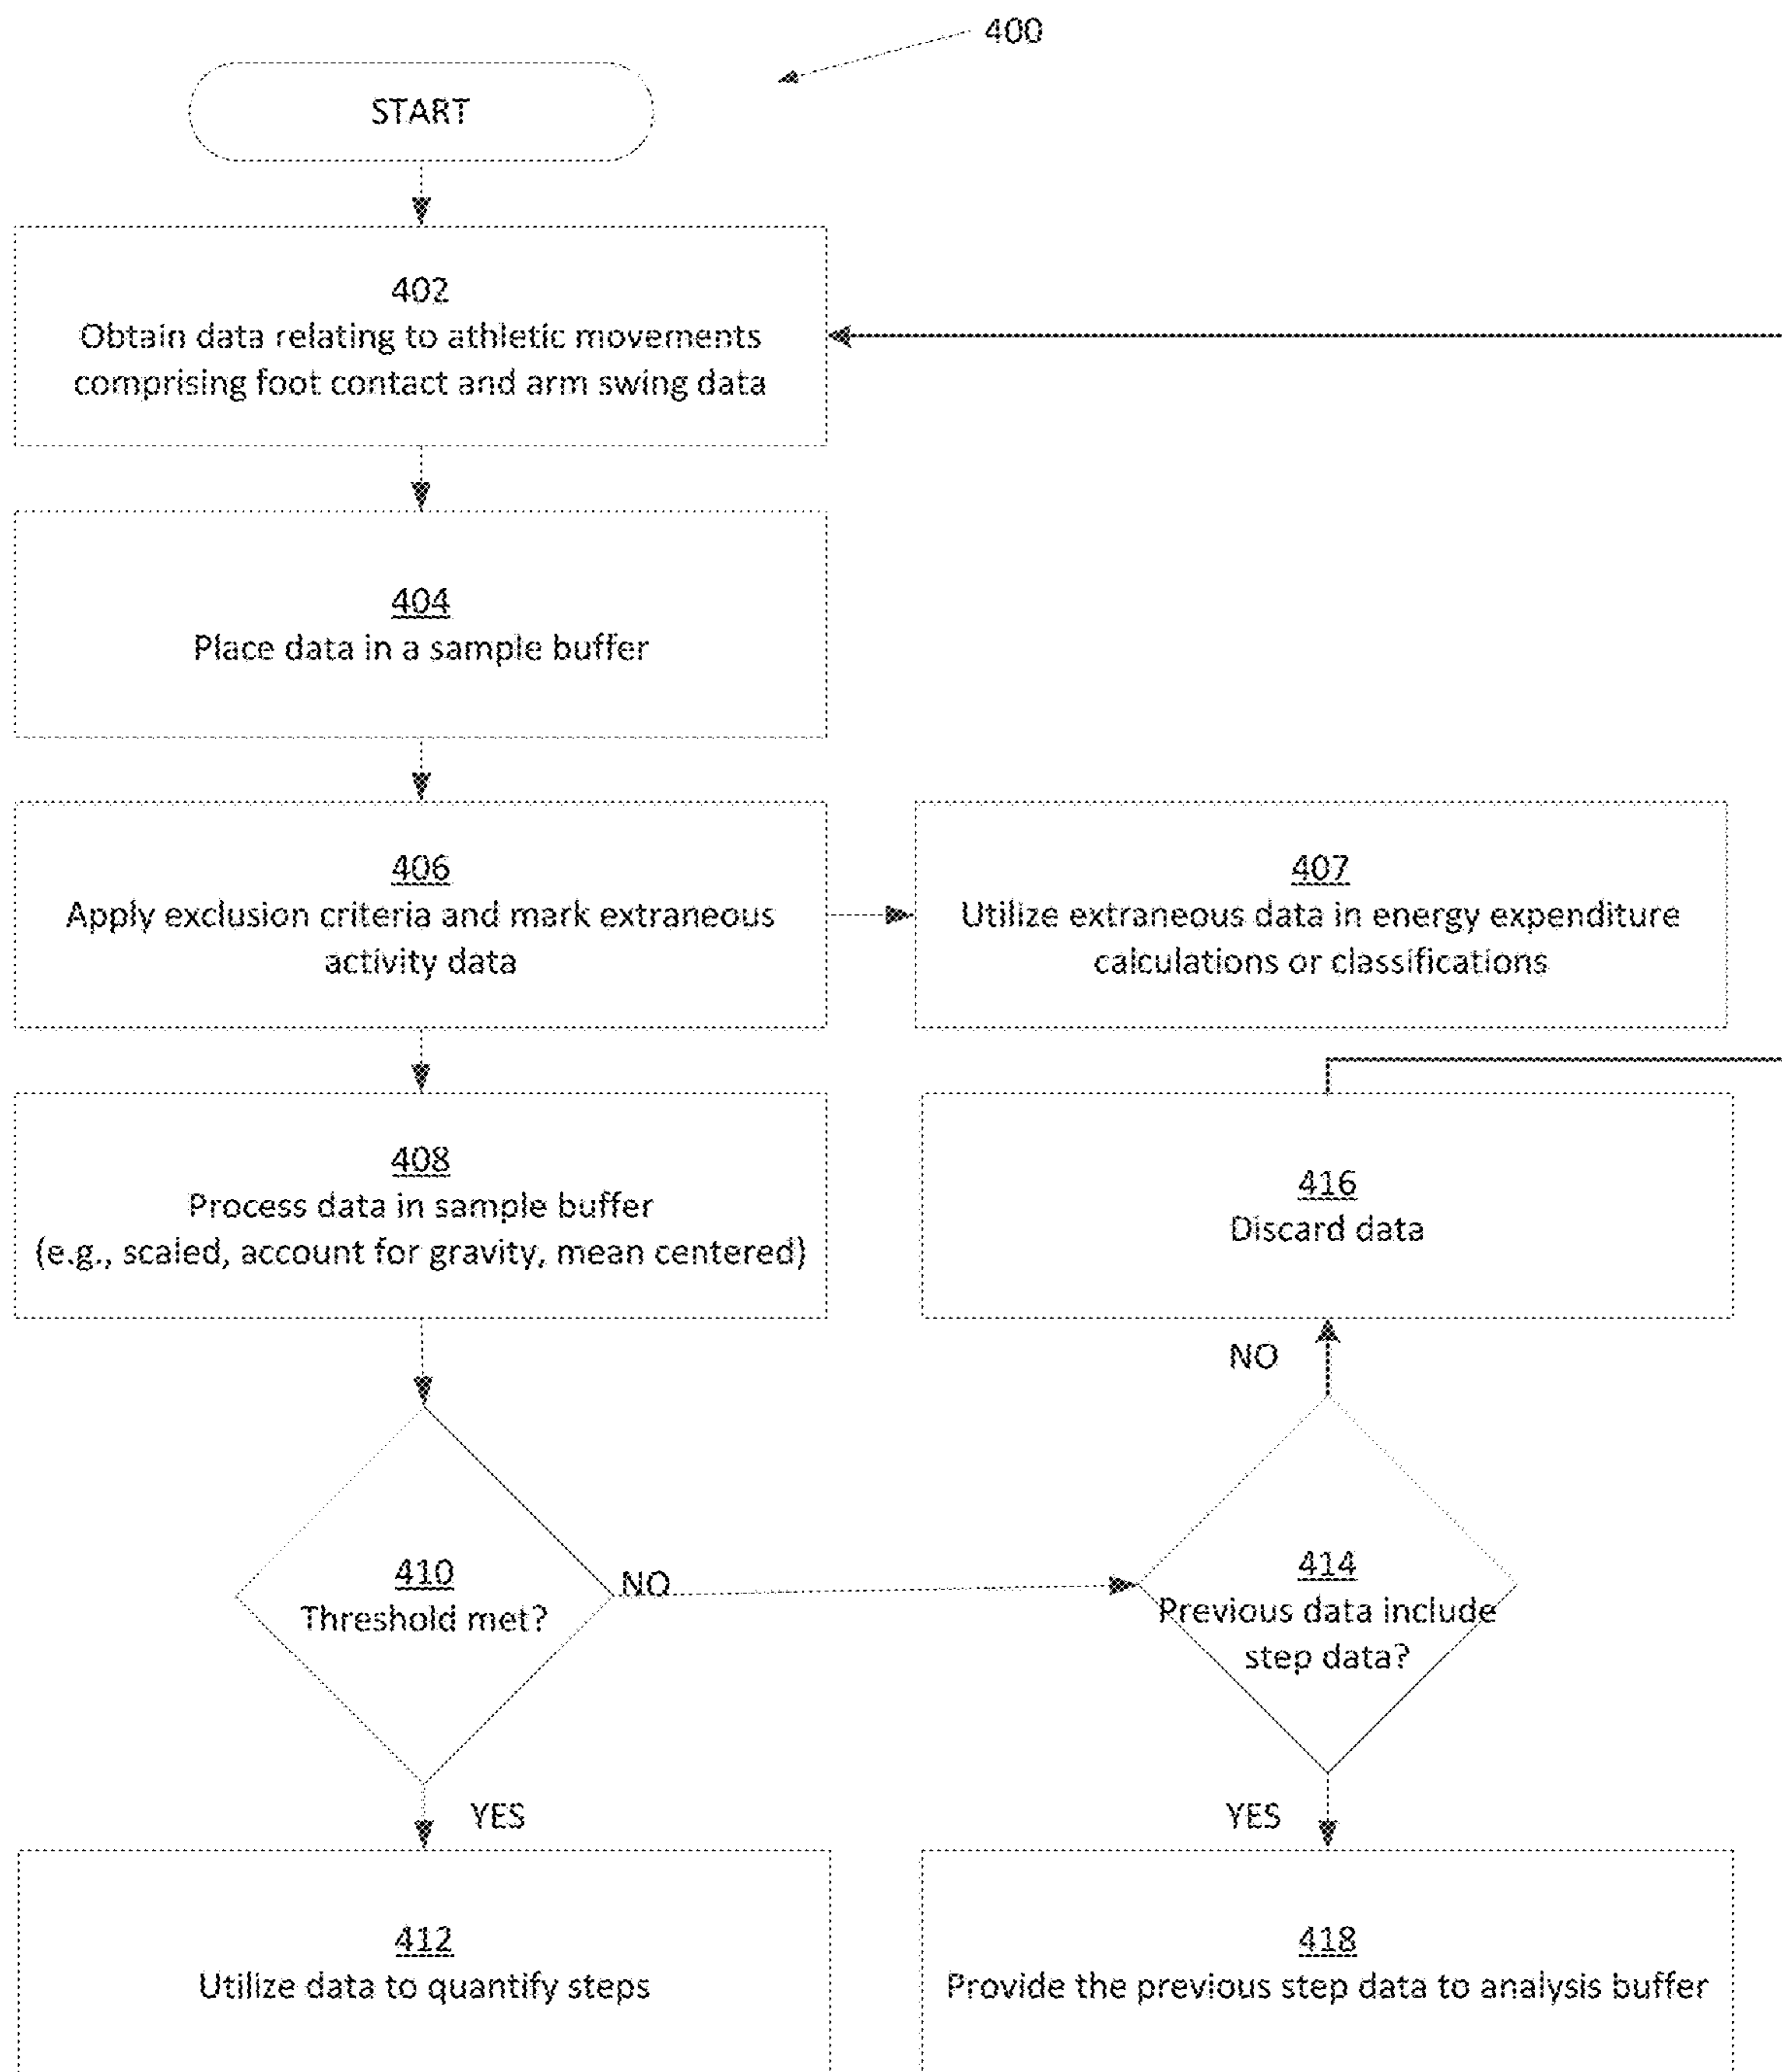 400
START
402
Obtain data relating to athletic movements
comprising foot contact and arm swing data
404
Place data in a sample buffer
406
Apply exclusion criteria and mark extraneous
activity data
407
Utilize extraneous data in energy expenditure
calculations or classifications
408
Process data in sample buffer
(e.g., scaled, account for gravity, mean centered)
416
Discard data
NO
410
Threshold met?
NO
414
Previous data include
step data?
YES
YES
412
Utilize data to quantify steps
418
Provide the previous step data to analysis buffer